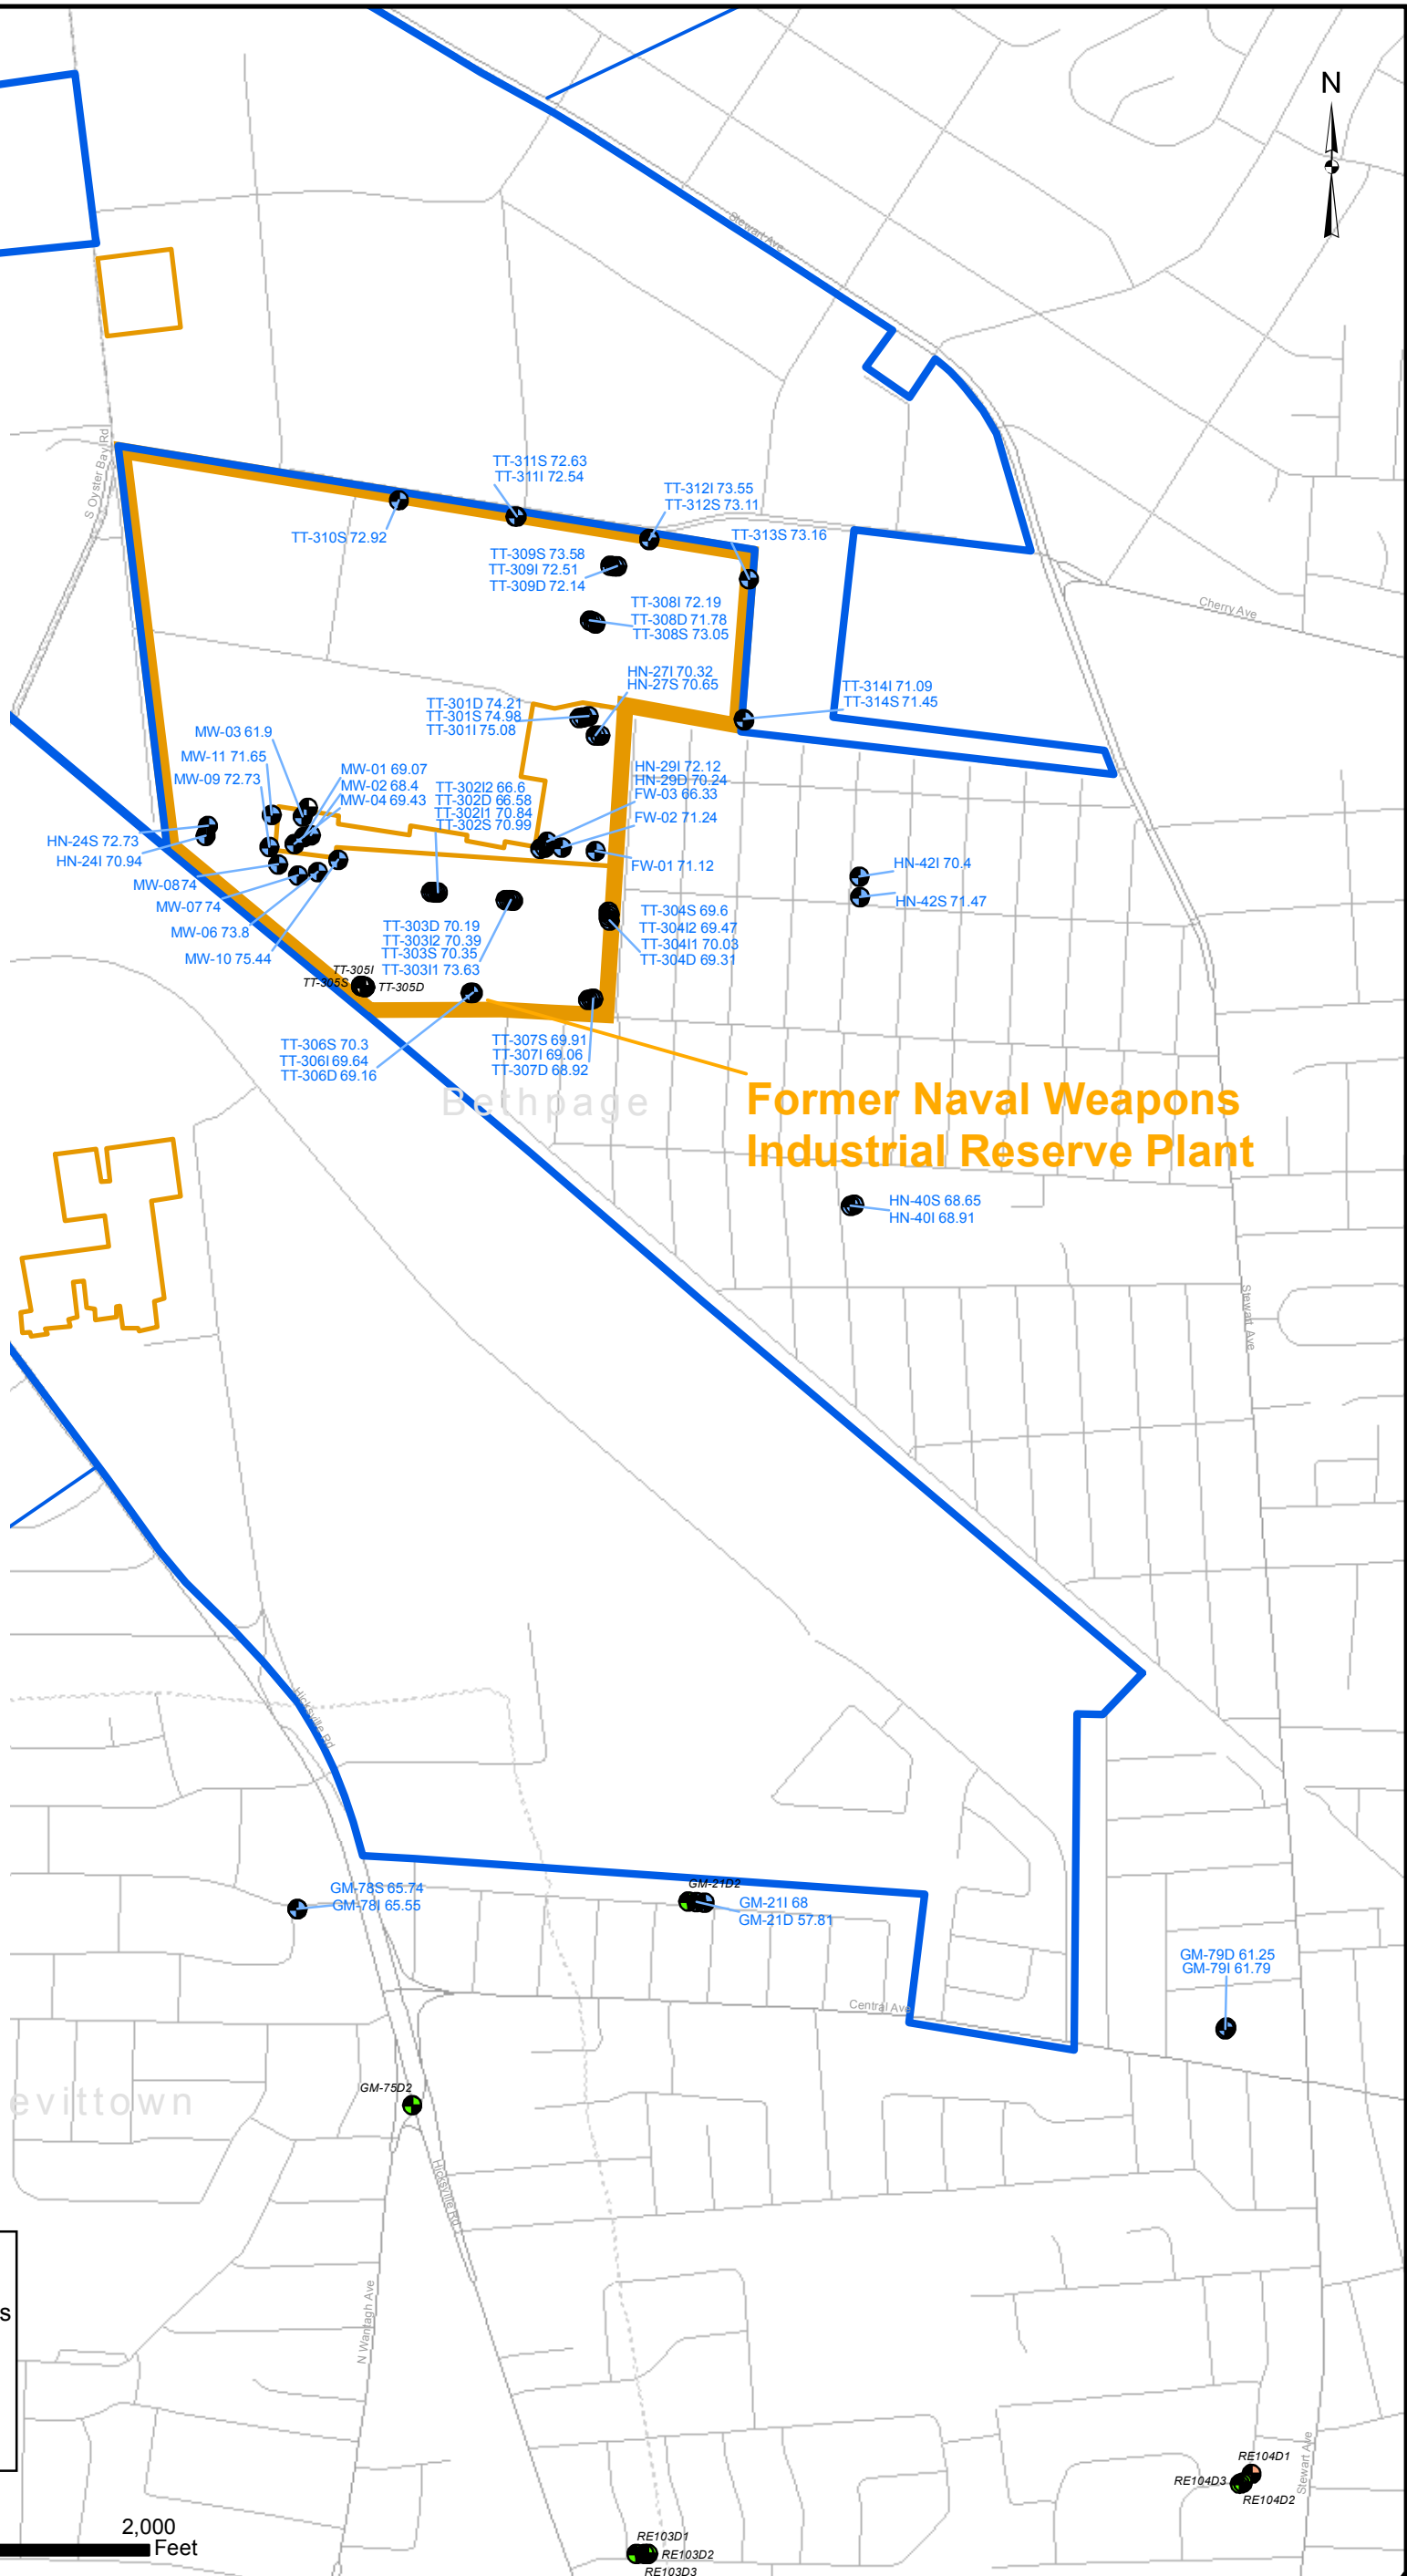 N
Stewart Ave
S Oyster Bay Rd
TT-311S 72.63
TT-311I 72.54
TT-312I 73.55
TT-312S 73.11
TT-310S 72.92
TT-313S 73.16
TT-309S 73.58
TT-309I 72.51
TT-309D 72.14
Cherry Ave
TT-308I 72.19
TT-308D 71.78
TT-308S 73.05
HN-27I 70.32
HN-27S 70.65
TT-314I 71.09
TT-314S 71.45
TT-301D 74.21
TT-301S 74.98
TT-301I 75.08
MW-03 61.9
MW-11 71.65
MW-09 72.73
MW-01 69.07
MW-02 68.4
MW-04 69.43
TT-302I2 66.6
TT-302D 66.58
TT-302I1 70.84
TT-302S 70.99
HN-29I 72.12
HN-29D 70.24
FW-03 66.33
FW-02 71.24
FW-01 71.12
HN-24S 72.73
HN-24I 70.94
MW-08 74
MW-07 74
MW-06 73.8
MW-10 75.44
HN-42I 70.4
HN-42S 71.47
TT-303D 70.19
TT-303I2 70.39
TT-303S 70.35
TT-303I1 73.63
TT-304S 69.6
TT-304I2 69.47
TT-304I1 70.03
TT-304D 69.31
TT-305I
TT-305S
TT-305D
TT-306S 70.3
TT-306I 69.64
TT-306D 69.16
TT-307S 69.91
TT-307I 69.06
TT-307D 68.92
Bethpage
Former Naval Weapons
Industrial Reserve Plant
HN-40S 68.65
HN-40I 68.91
Stewart Ave
Hicksville Rd
GM-78S 65.74
GM-78I 65.55
GM-21D2
GM-21I 68
GM-21D 57.81
GM-79D 61.25
GM-79I 61.79
Central Ave
GM-75D2
evittown
Hicksville Rd
N Wantagh Ave
s
Stewart Ave
RE104D1
RE104D3
RE104D2
2,000
Feet
RE103D1
RE103D2
RE103D3